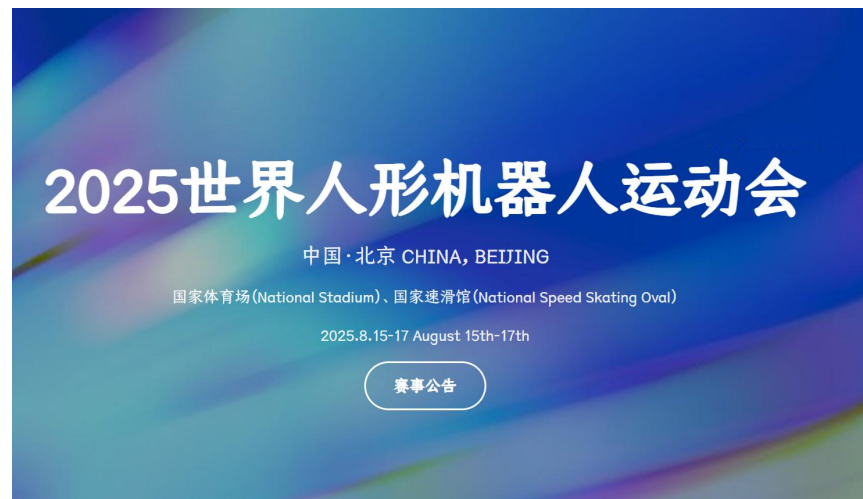 2025世界人形机器人运动会
中国·北京 CHINA, BEIJING
国家体育场(National Stadium)、国家速滑馆(National Speed Skating Oval)
2025.8.15-17 August 15th-17th
赛事公告